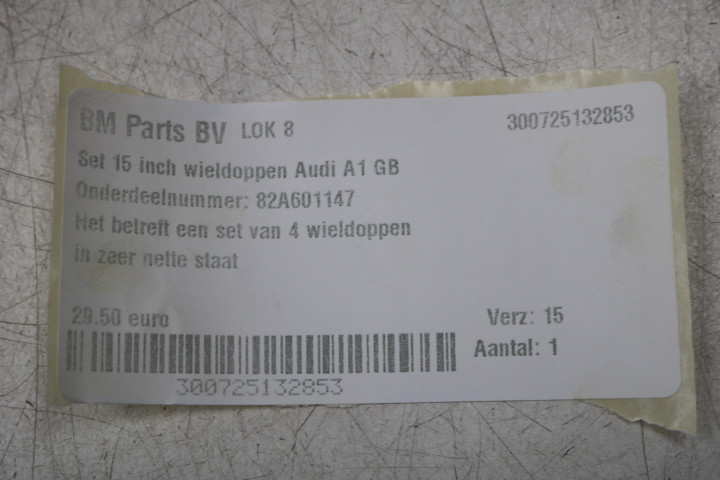 BM Parts BV LOK 8 300725132853
Set 15 inch wieldoppen Audi A1 GB
Onderdeelnummer: 82A601147
Het betreft een set van 4 wieldoppen
in zeer nette staat
29.50 euro Verz: 15
Aantal: 1
300725132853